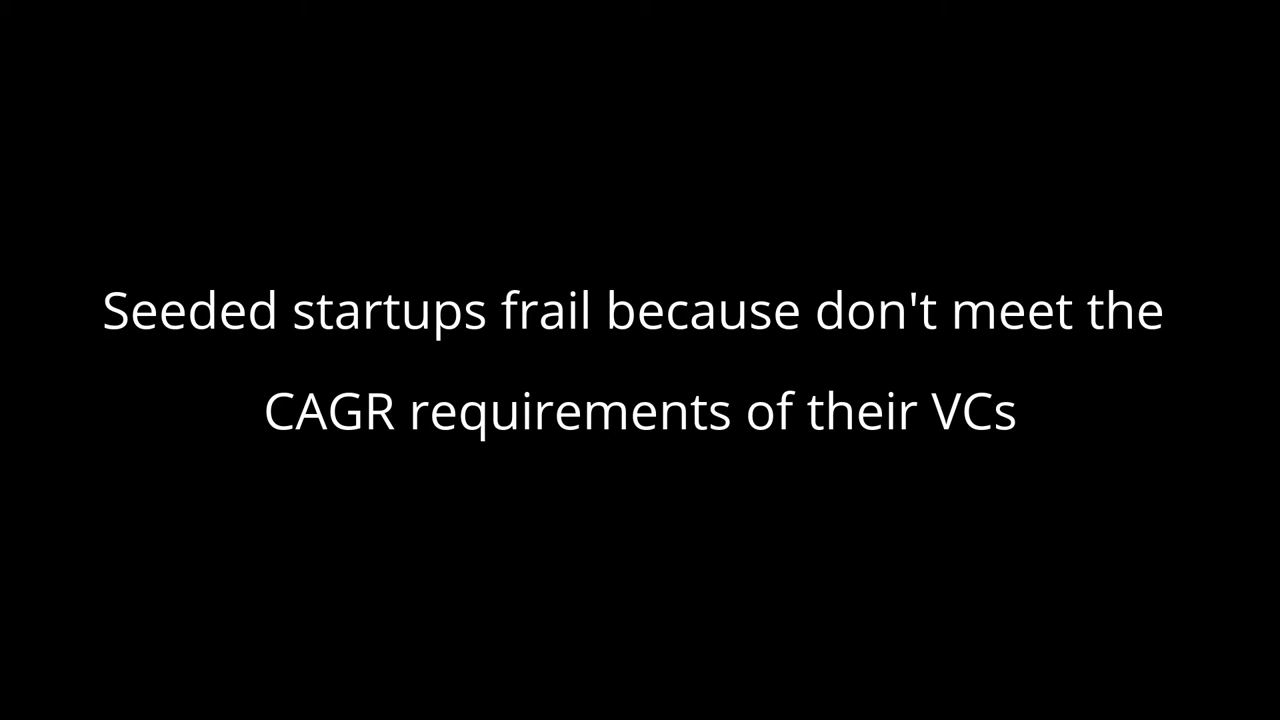 Seeded startups frail because don't meet the
CAGR requirements of their VCs